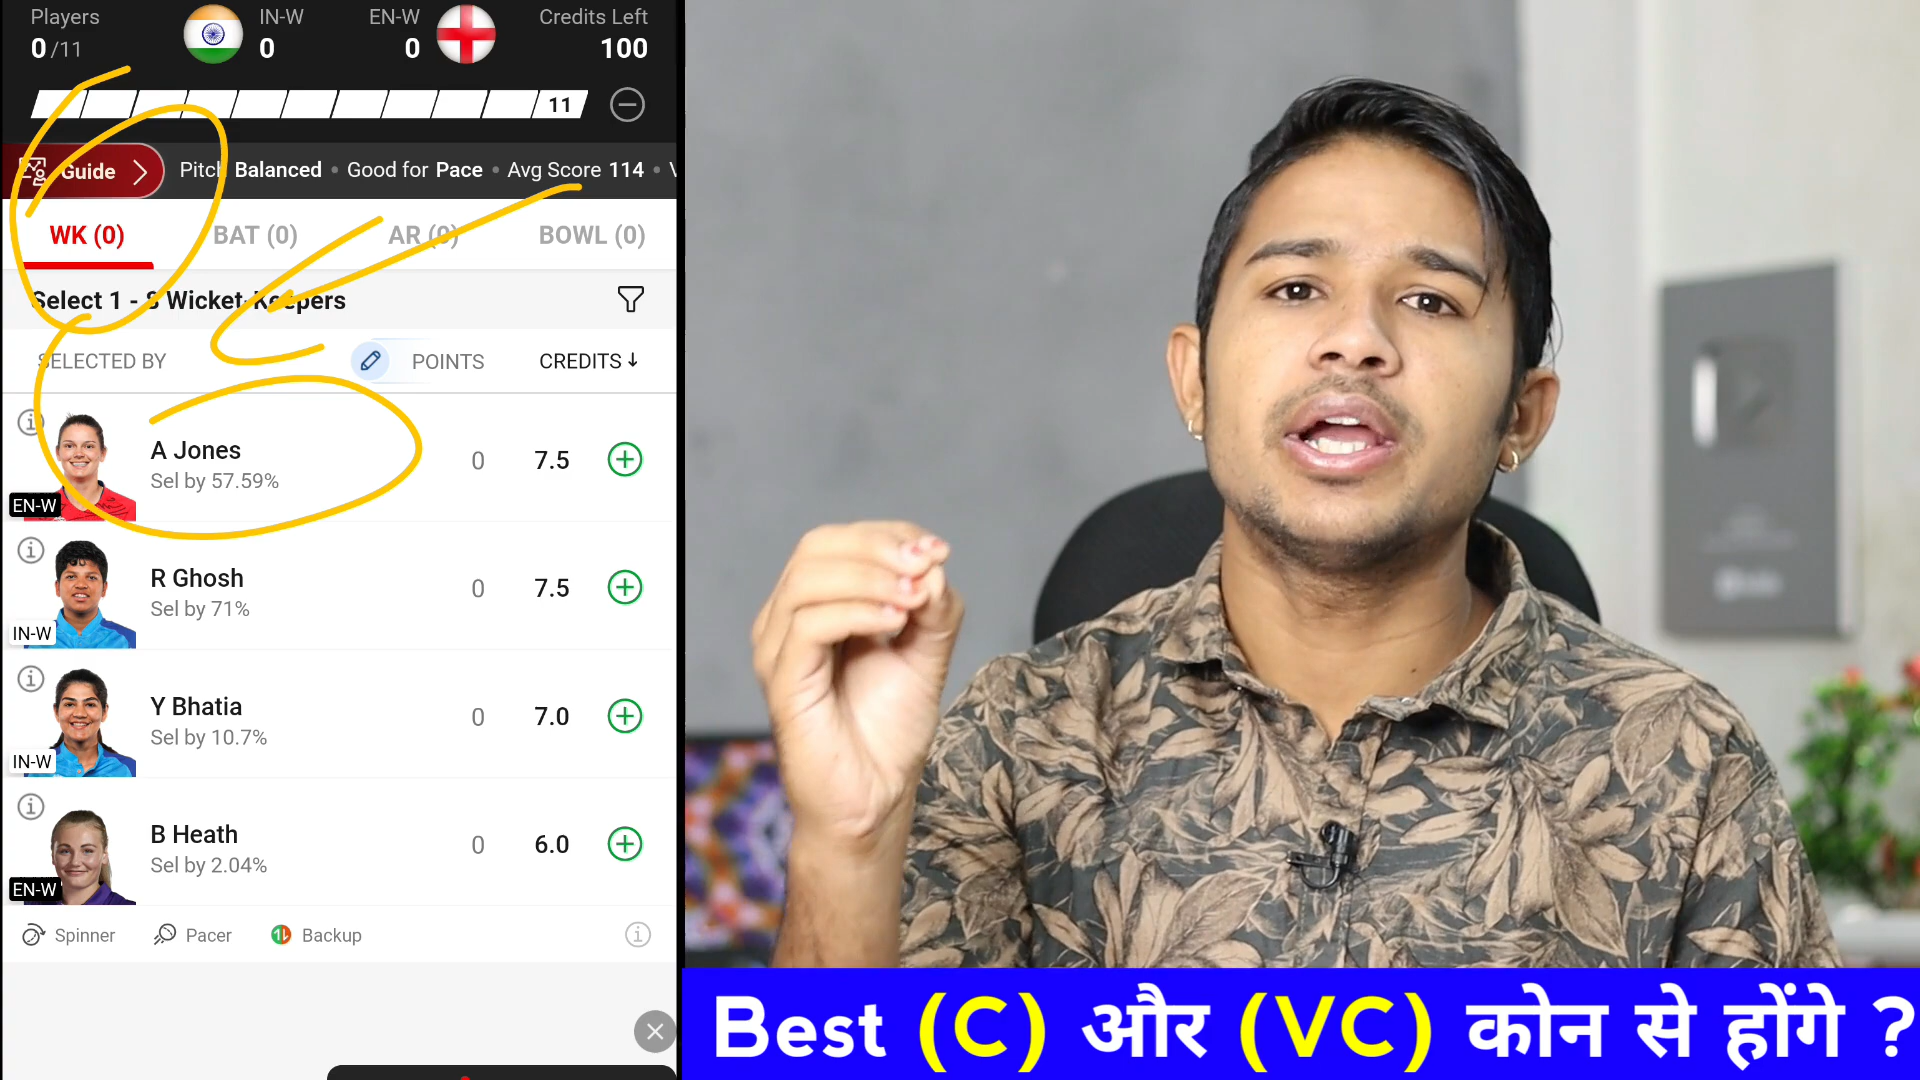 Players IN-W EN-W Credits Left
0/11 0 0 100
11
Guide Pitch Balanced • Good for Pace • Avg Score 114 •
WK (0) BAT (0) AR (0) BOWL (0)
Select 1 - 8 Wicket-Keepers
SELECTED BY POINTS CREDITS↓
A Jones
Sel by 57.59% 0 7.5
EN-W
R Ghosh
Sel by 71% 0 7.5
IN-W
Y Bhatia
Sel by 10.7% 0 7.0
IN-W
B Heath
Sel by 2.04% 0 6.0
EN-W
Spinner Pacer Backup
Best (C) और (VC) कोन से होंगे ?